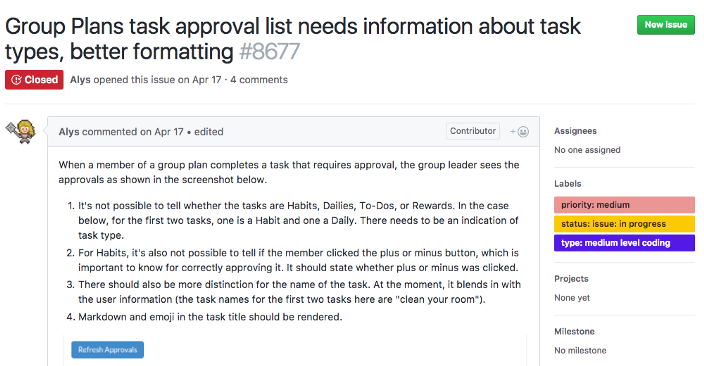 Group Plans task approval list needs information about task
types, better formatting #8677
New issue
Closed
Alys opened this issue on Apr 17 · 4 comments
Alys commented on Apr 17 • edited
Contributor
Assignees
No one assigned
When a member of a group plan completes a task that requires approval, the group leader sees the
approvals as shown in the screenshot below.
1. It's not possible to tell whether the tasks are Habits, Dailies, To-Dos, or Rewards. In the case
below, for the first two tasks, one is a Habit and one a Daily. There needs to be an indication of
task type.
2. For Habits, it's also not possible to tell if the member clicked the plus or minus button, which is
important to know for correctly approving it. It should state whether plus or minus was clicked.
3. There should also be more distinction for the name of the task. At the moment, it blends in with
the user information (the task names for the first two tasks here are "clean your room").
4. Markdown and emoji in the task title should be rendered.
Refresh Approvals
Labels
priority: medium
status: issue: in progress
type: medium level coding
Projects
None yet
Milestone
No milestone